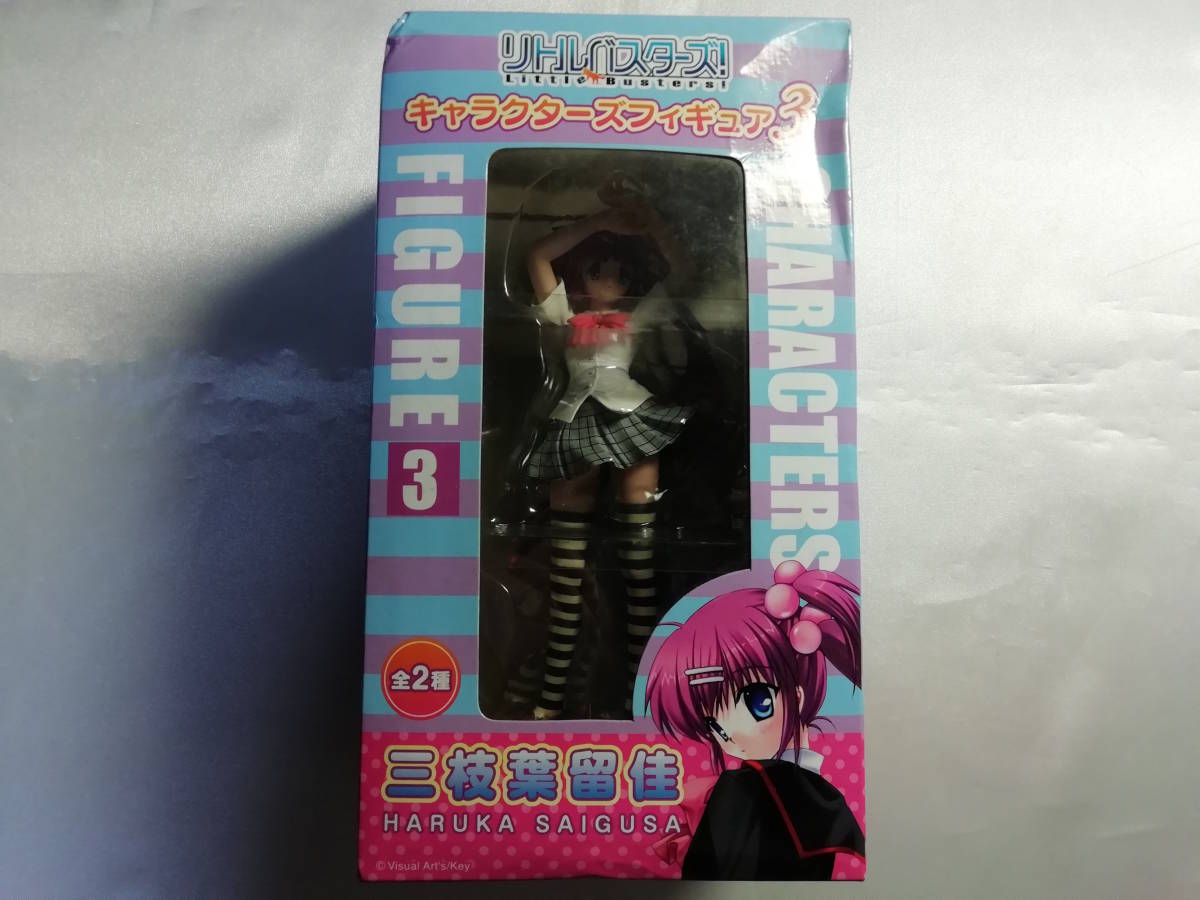 リトルバスターズ!
Little Busters!
キャラクターズフィギュア3
FIGURE 3
CHARACTERS
全2種
三枝葉留佳
HARUKA SAIGUSA
© Visual Art's/Key